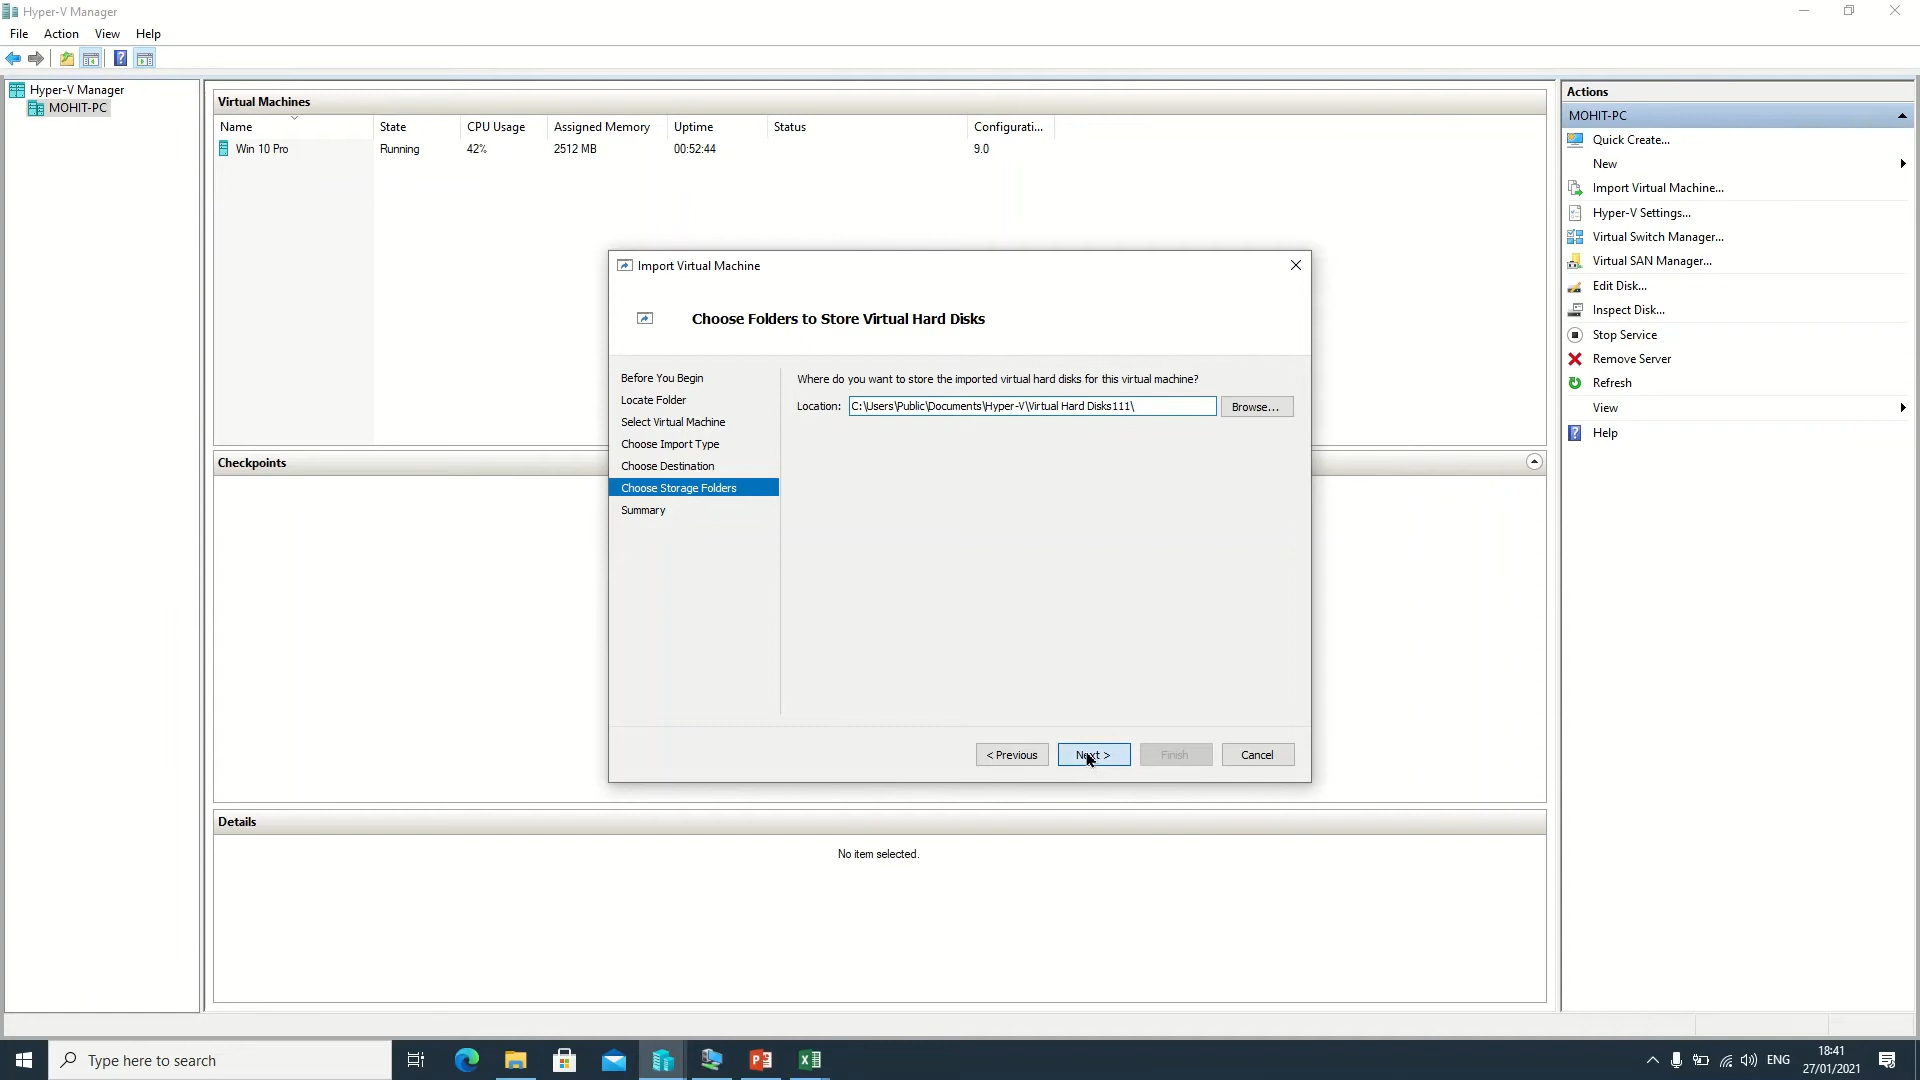 Hyper-V Manager
File Action View Help
Hyper-V Manager
MOHIT-PC
Virtual Machines
Name State CPU Usage Assigned Memory Uptime Status Configurati...
Win 10 Pro Running 42% 2512 MB 00:52:44 9.0
Checkpoints
Details
No item selected.
Import Virtual Machine
Choose Folders to Store Virtual Hard Disks
Before You Begin
Locate Folder
Select Virtual Machine
Choose Import Type
Choose Destination
Choose Storage Folders
Summary
Where do you want to store the imported virtual hard disks for this virtual machine?
Location: C:\Users\Public\Documents\Hyper-V\Virtual Hard Disks111\ Browse...
< Previous Next > Finish Cancel
Actions
MOHIT-PC
Quick Create...
New
Import Virtual Machine...
Hyper-V Settings...
Virtual Switch Manager...
Virtual SAN Manager...
Edit Disk...
Inspect Disk...
Stop Service
Remove Server
Refresh
View
Help
Type here to search
ENG
18:41
27/01/2021